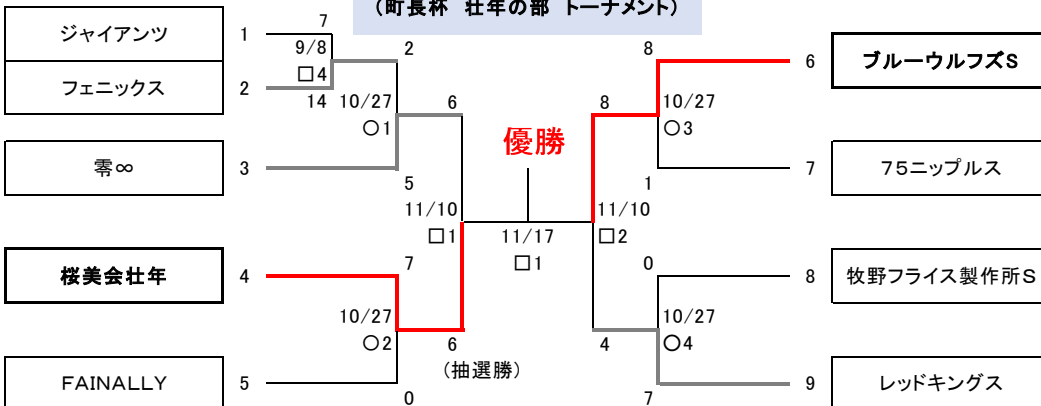 (町長杯 壮年の部 トーナメント)
ジャイアンツ 1 7
9/8
□4
フェニックス 2 14
2
10/27
○1
零∞ 3 5
6
11/10
□1
桜美会壮年 4 7
10/27
○2
6
(抽選勝)
FAINALLY 5 0
優勝
11/17
□1
8 6 ブルーウルフズS
8
10/27
○3
1 7 75ニップルス
11/10
□2
0 8 牧野フライス製作所S
10/27
○4
4
7 9 レッドキングス